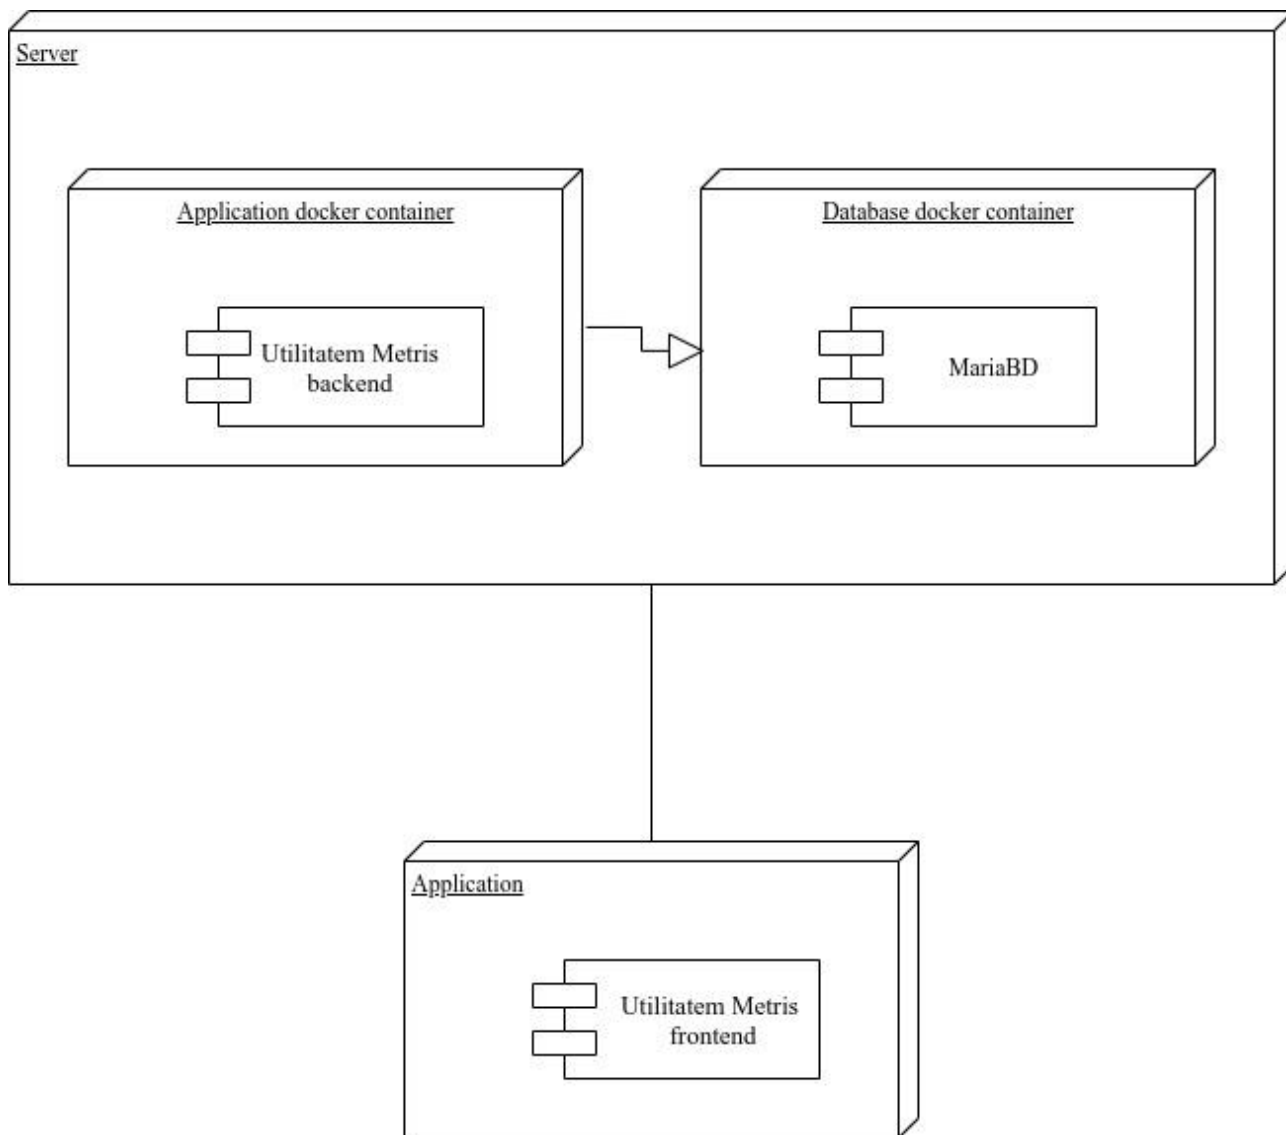 Server
Application docker container
Database docker container
Utilitatem Metris
backend
MariaBD
Application
Utilitatem Metris
frontend